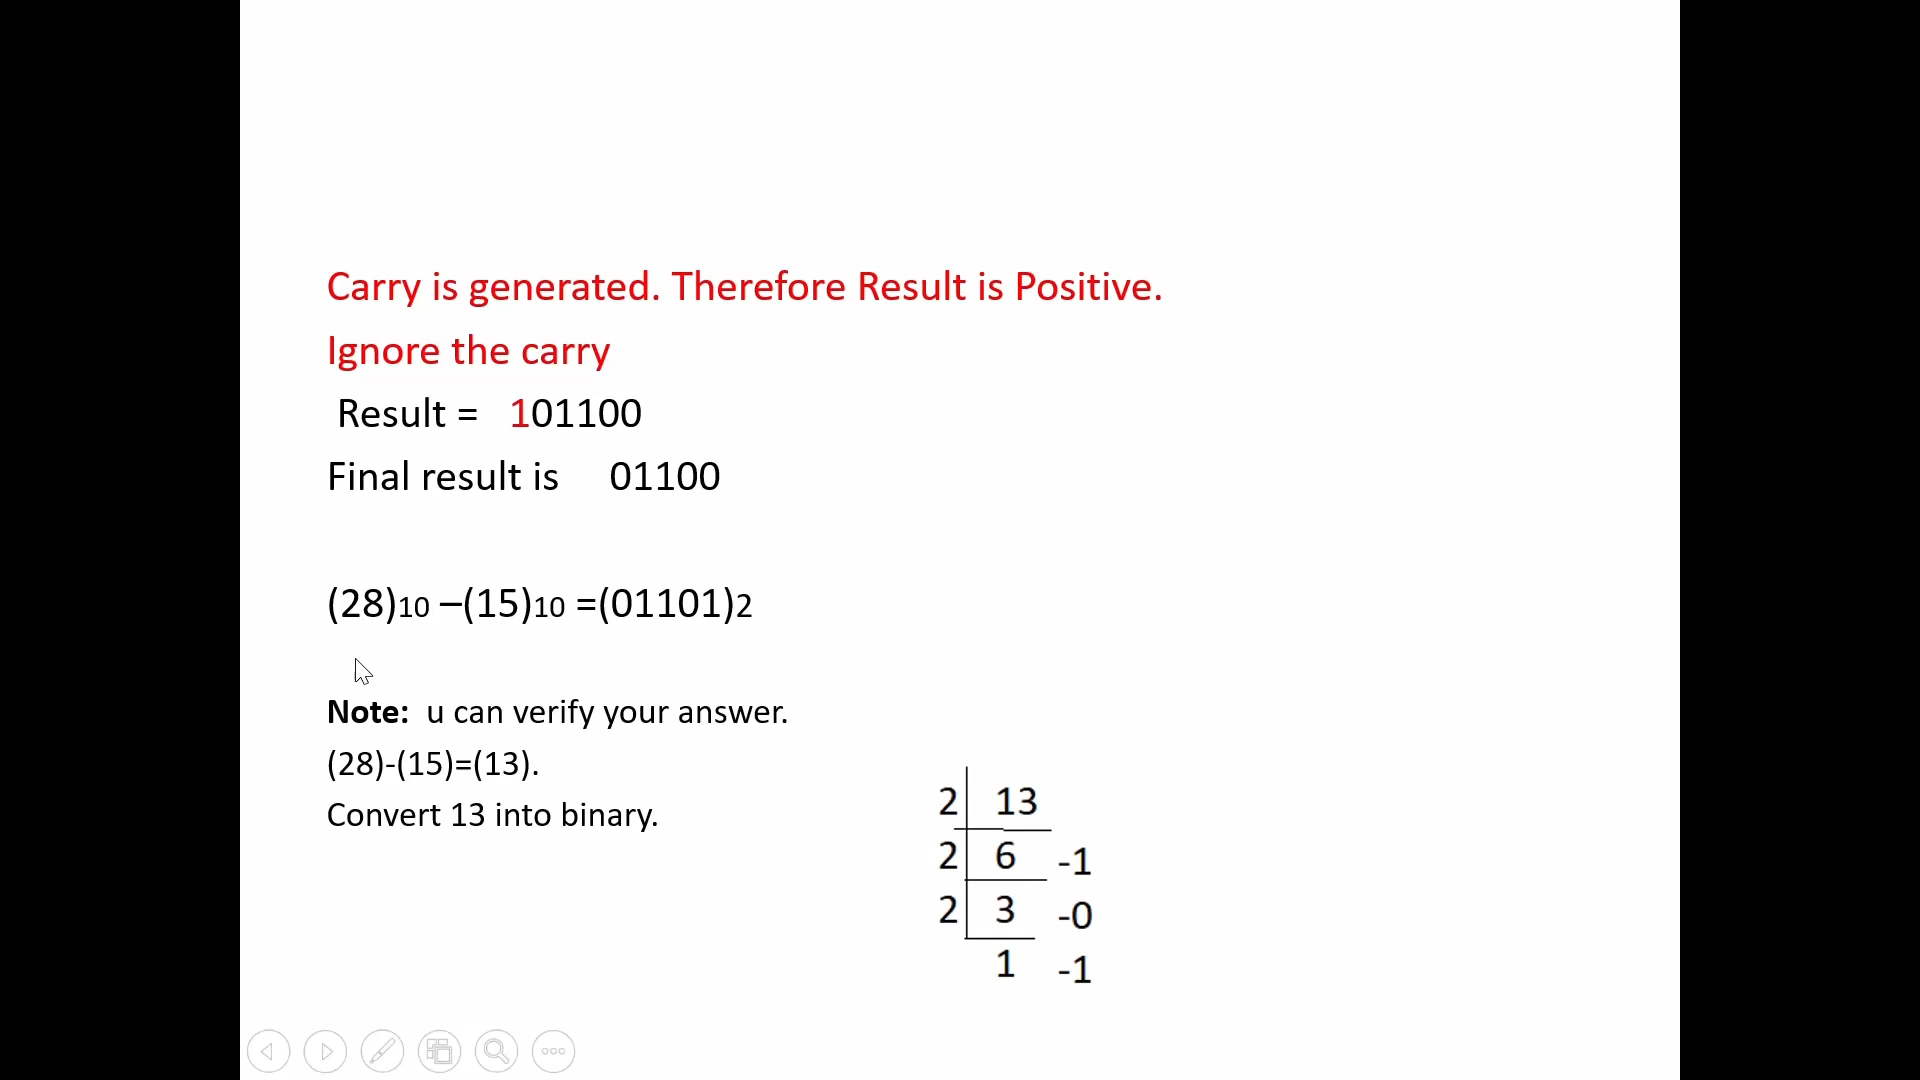 Carry is generated. Therefore Result is Positive.
Ignore the carry
Result = 101100
Final result is 01100
(28)10 –(15)10 =(01101)2
Note: u can verify your answer.
(28)-(15)=(13).
Convert 13 into binary.
2 13
2 6 -1
2 3 -0
1 -1